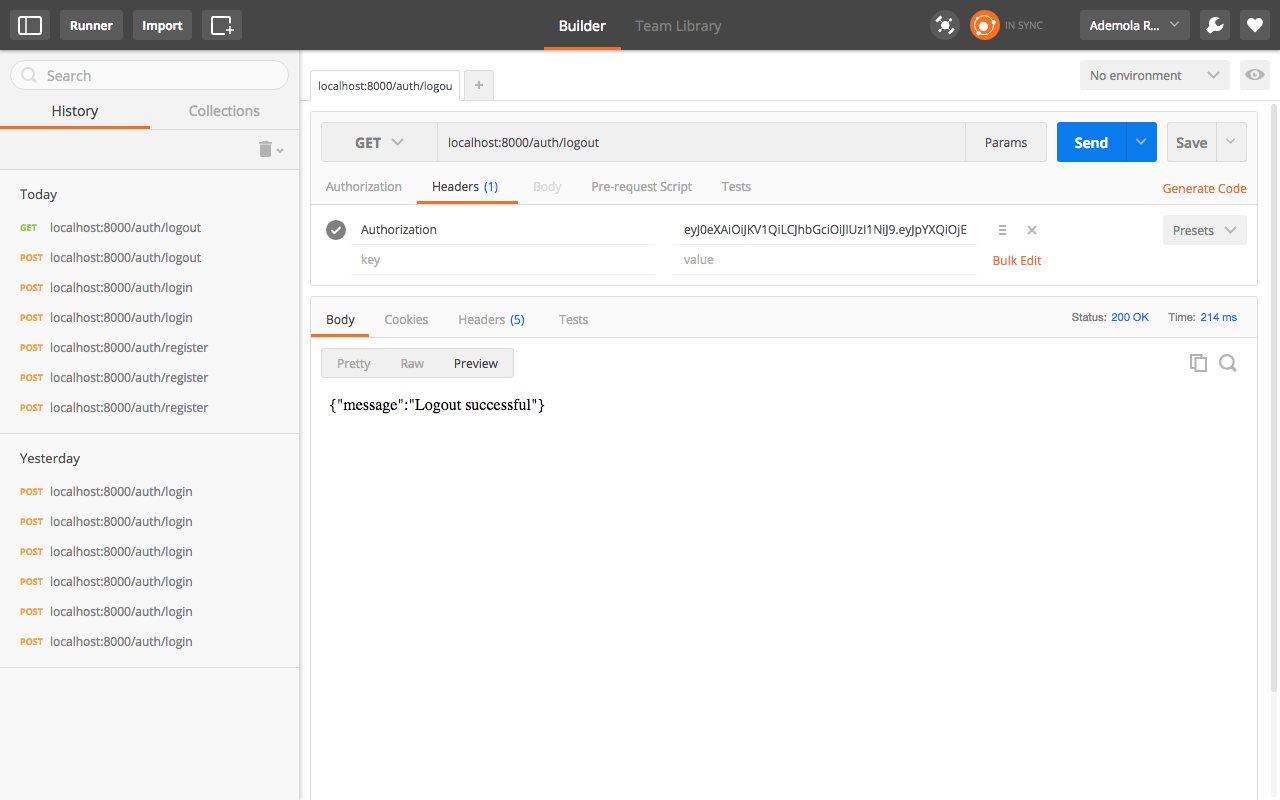 Runner
Import
Builder
Team Library
IN SYNC
Ademola R...
Search
History
Collections
Today
GET localhost:8000/auth/logout
POST localhost:8000/auth/logout
POST localhost:8000/auth/login
POST localhost:8000/auth/login
POST localhost:8000/auth/register
POST localhost:8000/auth/register
POST localhost:8000/auth/register
Yesterday
POST localhost:8000/auth/login
POST localhost:8000/auth/login
POST localhost:8000/auth/login
POST localhost:8000/auth/login
POST localhost:8000/auth/login
POST localhost:8000/auth/login
localhost:8000/auth/logou
+
No environment
GET
localhost:8000/auth/logout
Params
Send
Save
Authorization
Headers (1)
Body
Pre-request Script
Tests
Generate Code
Authorization
eyJ0eXAiOiJKV1QiLCJhbGciOiJIUzI1NiJ9.eyJpYXQiOjE
Presets
key
value
Bulk Edit
Body
Cookies
Headers (5)
Tests
Status: 200 OK
Time: 214 ms
Pretty
Raw
Preview
{"message":"Logout successful"}